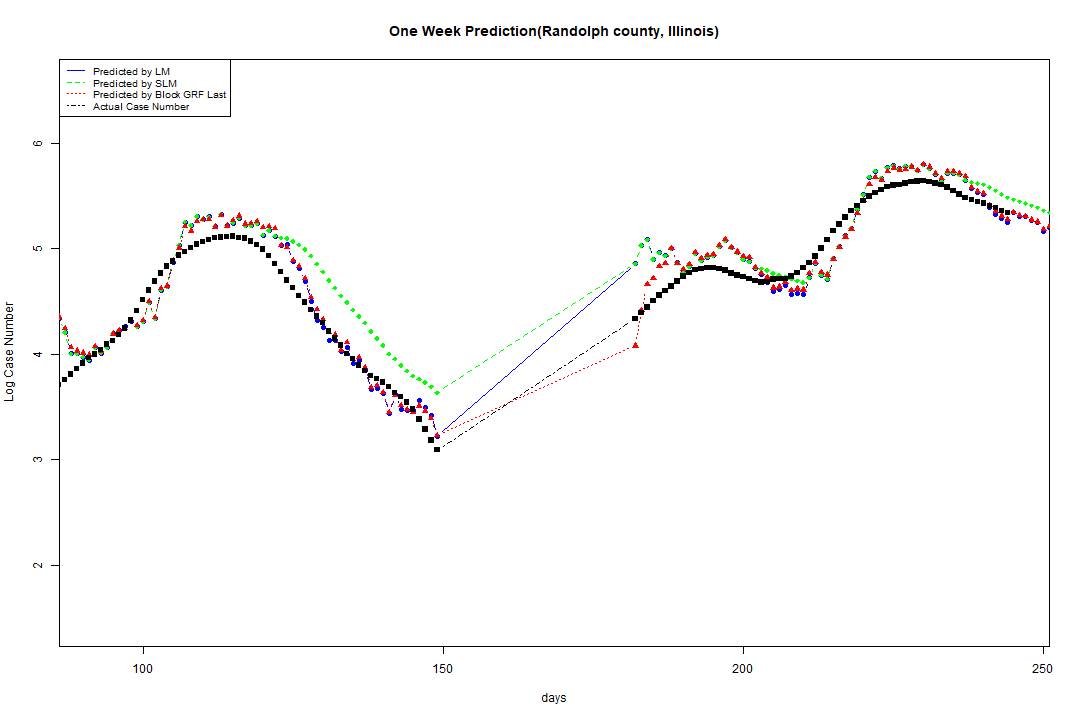 One Week Prediction(Randolph county, Illinois)
Predicted by LM
Predicted by SLM
Predicted by Block GRF Last
Actual Case Number
6
5
4
3
2
Log Case Number
100
150
200
250
days